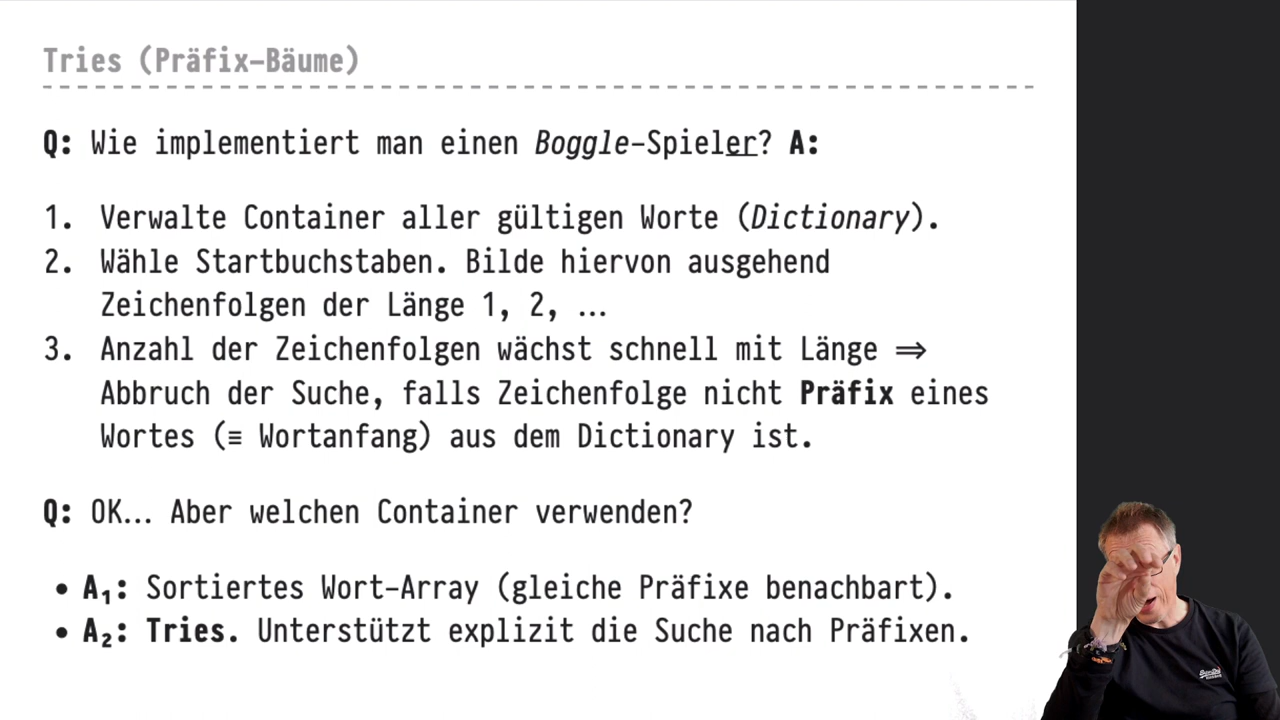 Tries (Präfix-Bäume)
Q: Wie implementiert man einen Boggle-Spieler? A:
1. Verwalte Container aller gültigen Worte (Dictionary).
2. Wähle Startbuchstaben. Bilde hiervon ausgehend
Zeichenfolgen der Länge 1, 2, …
3. Anzahl der Zeichenfolgen wächst schnell mit Länge ⇒
Abbruch der Suche, falls Zeichenfolge nicht Präfix eines
Wortes (≡ Wortanfang) aus dem Dictionary ist.
Q: OK… Aber welchen Container verwenden?
• A₁: Sortiertes Wort-Array (gleiche Präfixe benachbart).
• A₂: Tries. Unterstützt explizit die Suche nach Präfixen.